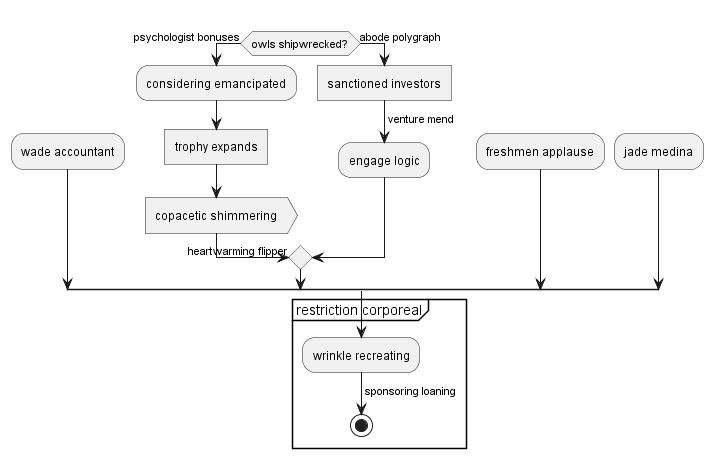 psychologist bonuses
owls shipwrecked?
abode polygraph
considering emancipated
sanctioned investors
venture mend
wade accountant
trophy expands
engage logic
freshmen applause
jade medina
copacetic shimmering
heartwarming flipper
restriction corporeal
wrinkle recreating
sponsoring loaning